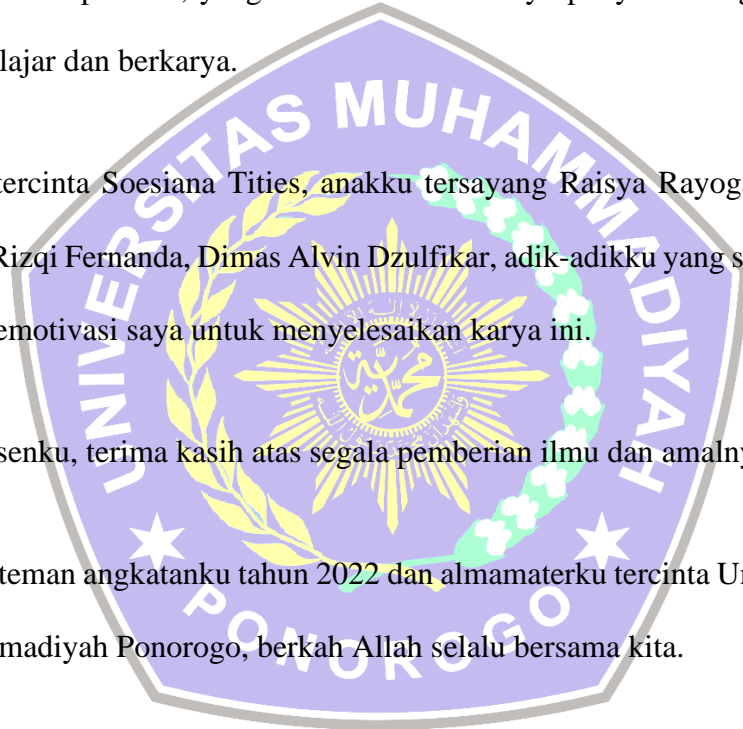 lajar dan berkarya.
tercinta Soesiana Tities, anakku tersayang Raisya Rayoga
Rizqi Fernanda, Dimas Alvin Dzulfikar, adik-adikku yang s
emotivasi saya untuk menyelesaikan karya ini.
senku, terima kasih atas segala pemberian ilmu dan amalny
teman angkatanku tahun 2022 dan almamaterku tercinta Un
madiyah Ponorogo, berkah Allah selalu bersama kita.
UNIVERSITAS MUHAMMADIYAH
PONOROGO
محمدية